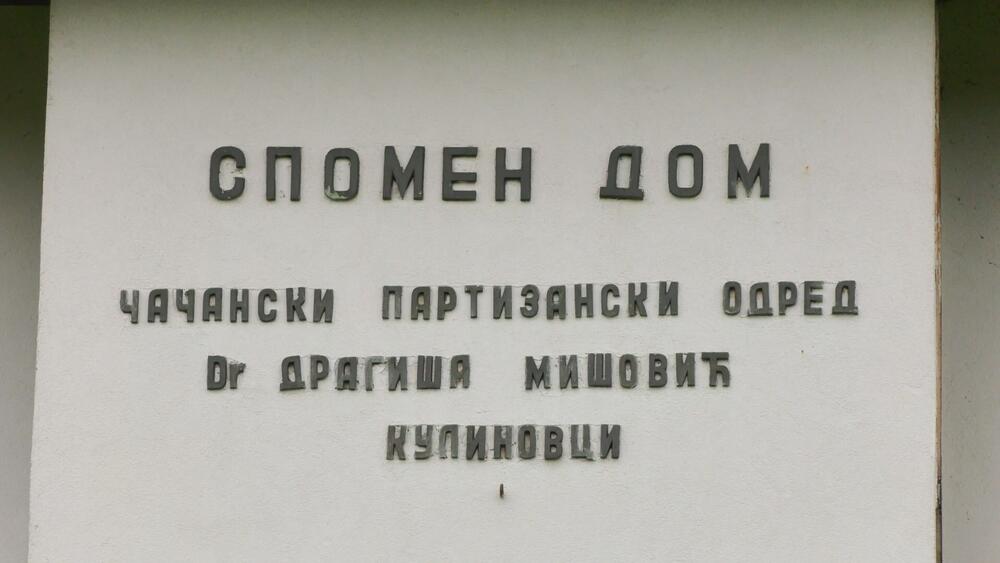 СПОМЕН ДОМ
ЧАЧАНСКИ ПАРТИЗАНСКИ ОДРЕД
Dr ДРАГИША МИШОВИЋ
КУЛИНОВЦИ